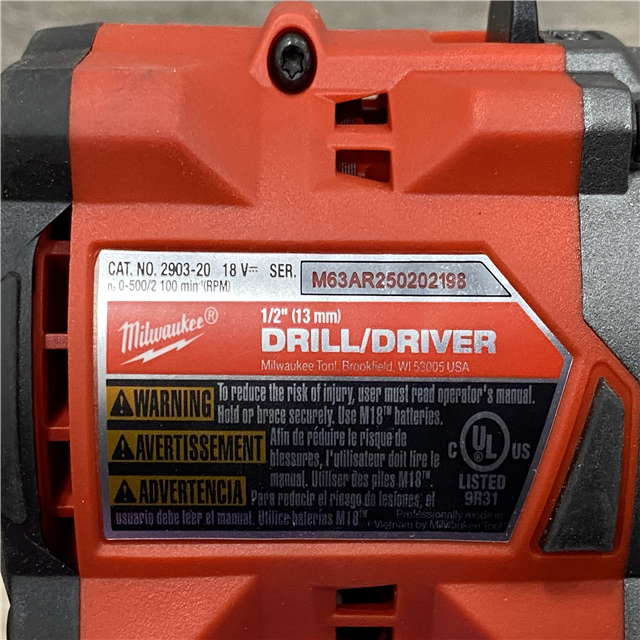 CAT. NO. 2903-20 18 V⎓ SER. M63AR250202198
n₀ 0-500/2 100 min⁻¹(RPM)
Milwaukee®
1/2" (13 mm)
DRILL/DRIVER
Milwaukee Tool, Brookfield, WI 53005 USA
WARNING To reduce the risk of injury, user must read operator's manual.
Hold or brace securely. Use M18™ batteries.
AVERTISSEMENT Afin de réduire le risque de
blessures, l'utilisateur doit lire le
manual. Utiliser des piles M18™.
ADVERTENCIA Para reducir el riesgo de lesiones, el
usuario debe leer el manual. Utilice baterías M18™.
C UL® US
LISTED
9R31
Professionally made in
Vietnam by Milwaukee Tool